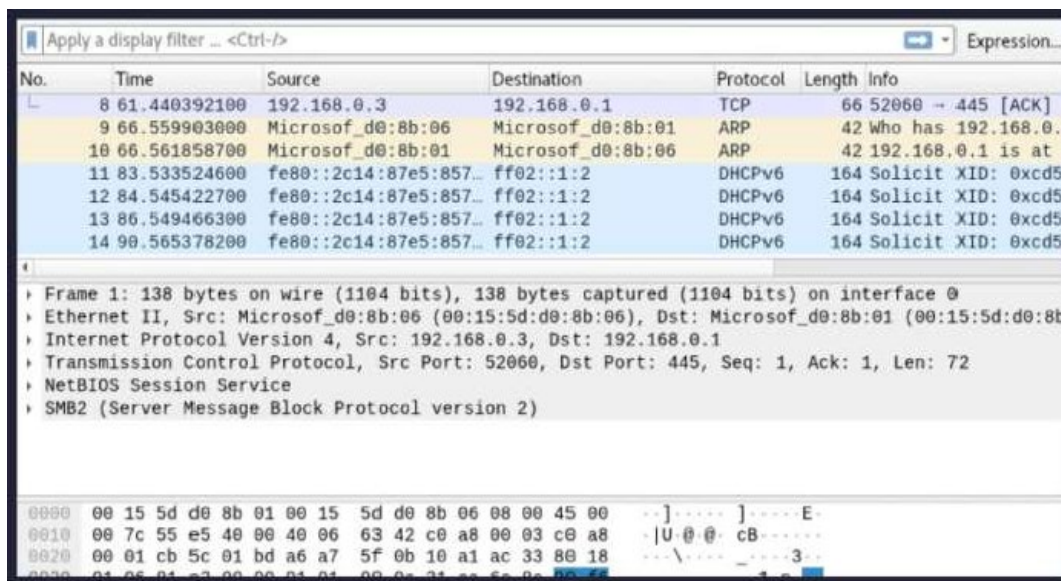 Apply a display filter ... <Ctrl-/> Expression...
No. Time Source Destination Protocol Length Info
8 61.440392100 192.168.0.3 192.168.0.1 TCP 66 52060 → 445 [ACK]
9 66.559903000 Microsof_d0:8b:06 Microsof_d0:8b:01 ARP 42 Who has 192.168.0.
10 66.561858700 Microsof_d0:8b:01 Microsof_d0:8b:06 ARP 42 192.168.0.1 is at
11 83.533524600 fe80::2c14:87e5:857… ff02::1:2 DHCPv6 164 Solicit XID: 0xcd5
12 84.545422700 fe80::2c14:87e5:857… ff02::1:2 DHCPv6 164 Solicit XID: 0xcd5
13 86.549466300 fe80::2c14:87e5:857… ff02::1:2 DHCPv6 164 Solicit XID: 0xcd5
14 90.565378200 fe80::2c14:87e5:857… ff02::1:2 DHCPv6 164 Solicit XID: 0xcd5
Frame 1: 138 bytes on wire (1104 bits), 138 bytes captured (1104 bits) on interface 0
Ethernet II, Src: Microsof_d0:8b:06 (00:15:5d:d0:8b:06), Dst: Microsof_d0:8b:01 (00:15:5d:d0:8b
Internet Protocol Version 4, Src: 192.168.0.3, Dst: 192.168.0.1
Transmission Control Protocol, Src Port: 52060, Dst Port: 445, Seq: 1, Ack: 1, Len: 72
NetBIOS Session Service
SMB2 (Server Message Block Protocol version 2)
0000 00 15 5d d0 8b 01 00 15 5d d0 8b 06 08 00 45 00 ··]····· ]·····E·
0010 00 7c 55 e5 40 00 40 06 63 42 c0 a8 00 03 c0 a8 ·|U·@·@· cB······
0020 00 01 cb 5c 01 bd a6 a7 5f 0b 10 a1 ac 33 80 18 ···\···· _····3··